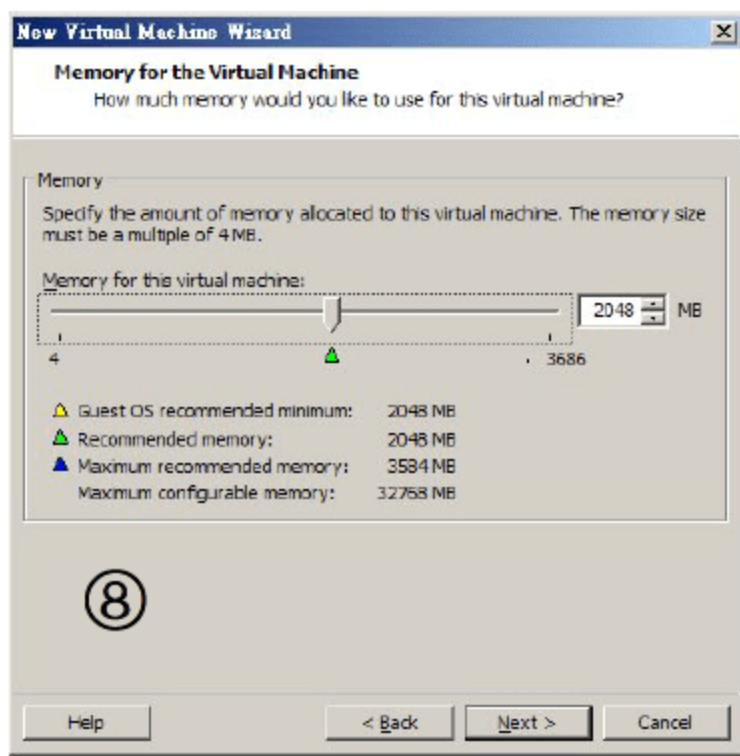 New Virtual Machine Wizard
Memory for the Virtual Machine
How much memory would you like to use for this virtual machine?
Memory
Specify the amount of memory allocated to this virtual machine. The memory size
must be a multiple of 4 MB.
Memory for this virtual machine:
2048 MB
4 3686
Guest OS recommended minimum: 2048 MB
Recommended memory: 2048 MB
Maximum recommended memory: 3584 MB
Maximum configurable memory: 32768 MB
⑧
Help < Back Next > Cancel